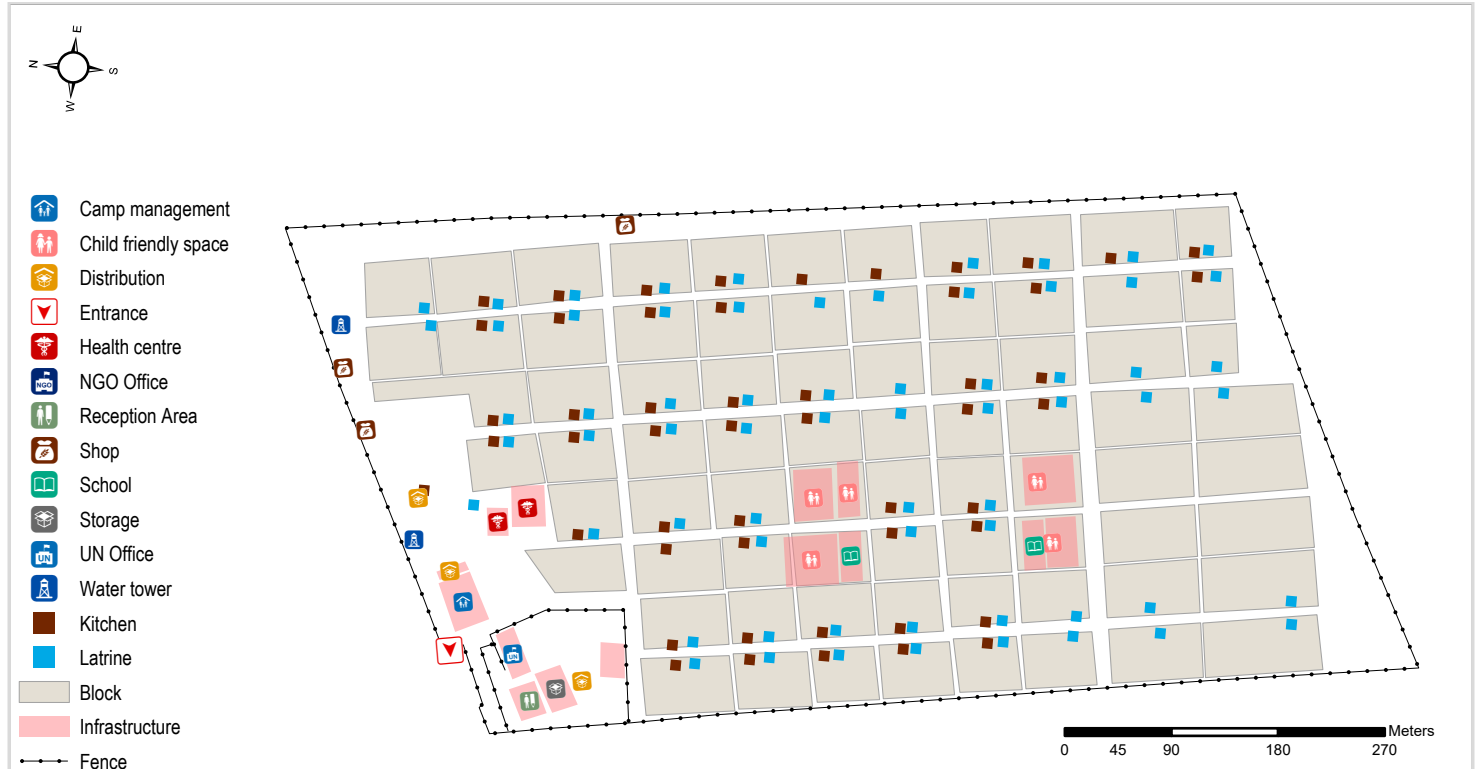 E
N
S
W
Camp management
Child friendly space
Distribution
Entrance
Health centre
NGO NGO Office
Reception Area
Shop
School
Storage
UN UN Office
Water tower
Kitchen
Latrine
Block
Infrastructure
Fence
UN
Meters
0 45 90 180 270